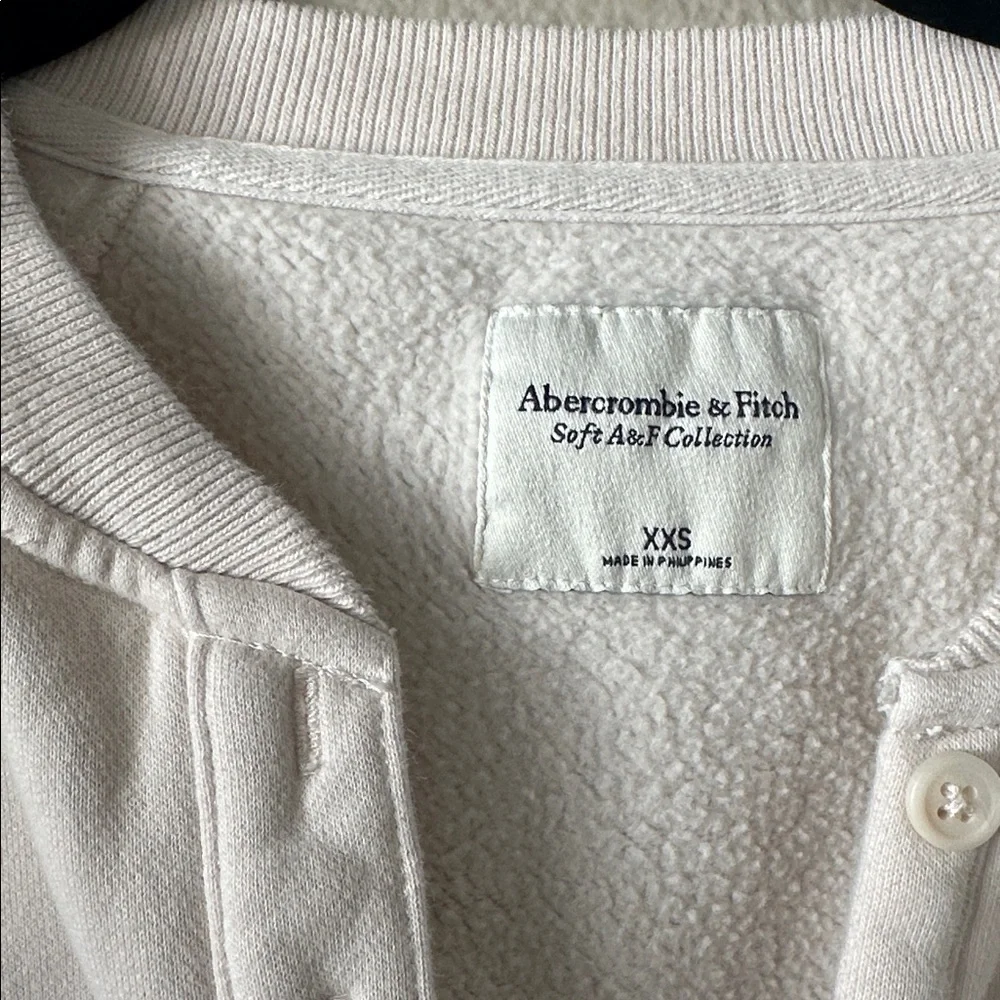 Abercrombie & Fitch
Soft A&F Collection
XXS
MADE IN PHILIPPINES